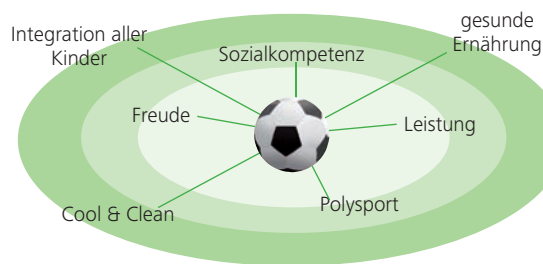 Integration aller
Kinder
Sozialkompetenz
gesunde
Ernährung
Freude
Leistung
Cool & Clean
Polysport